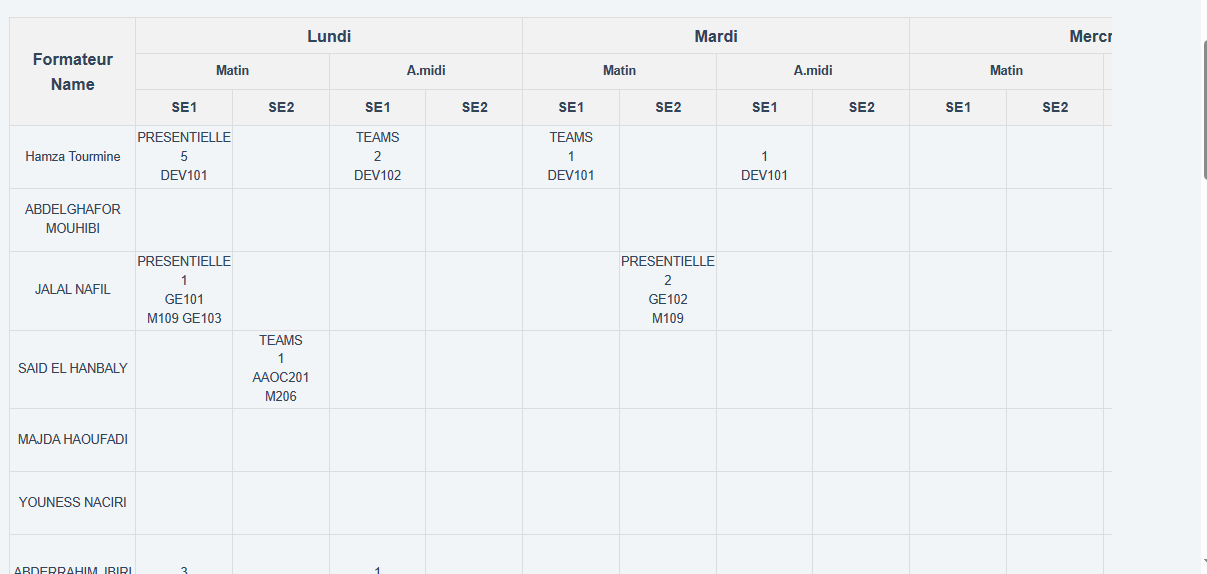 Formateur Name
Lundi
Mardi
Mercr
Matin
A.midi
Matin
A.midi
Matin
SE1
SE2
SE1
SE2
SE1
SE2
SE1
SE2
SE1
SE2
Hamza Tourmine
PRESENTIELLE
5
DEV101
TEAMS
2
DEV102
TEAMS
1
DEV101
1
DEV101
ABDELGHAFOR
MOUHIBI
JALAL NAFIL
PRESENTIELLE
1
GE101
M109 GE103
PRESENTIELLE
2
GE102
M109
SAID EL HANBALY
TEAMS
1
AAOC201
M206
MAJDA HAOUFADI
YOUNESS NACIRI
ABDERRAHIM JBIRI
3
1